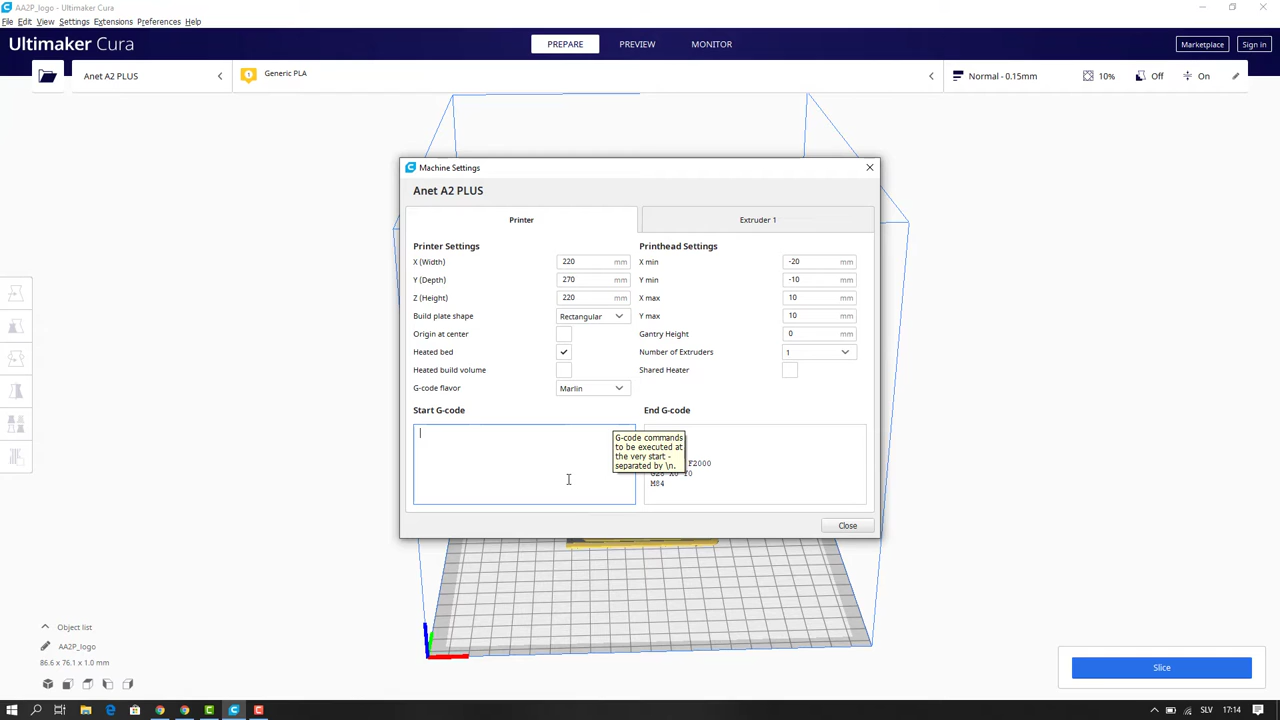 AA2P_logo - Ultimaker Cura
File Edit View Settings Extensions Preferences Help
Ultimaker Cura
PREPARE
PREVIEW
MONITOR
Marketplace
Sign in
Anet A2 PLUS
1
Generic PLA
Normal - 0.15mm
10%
Off
On
Machine Settings
Anet A2 PLUS
Printer
Extruder 1
Printer Settings
Printhead Settings
X (Width) 220 mm
X min -20 mm
Y (Depth) 270 mm
Y min -10 mm
Z (Height) 220 mm
X max 10 mm
Build plate shape Rectangular
Y max 10 mm
Origin at center
Gantry Height 0 mm
Heated bed
Number of Extruders 1
Heated build volume
Shared Heater
G-code flavor Marlin
Start G-code
End G-code
G-code commands
to be executed at
the very start -
separated by \n.
F2000
M84
Close
Object list
AA2P_logo
86.6 x 76.1 x 1.0 mm
Slice
SLV
17:14